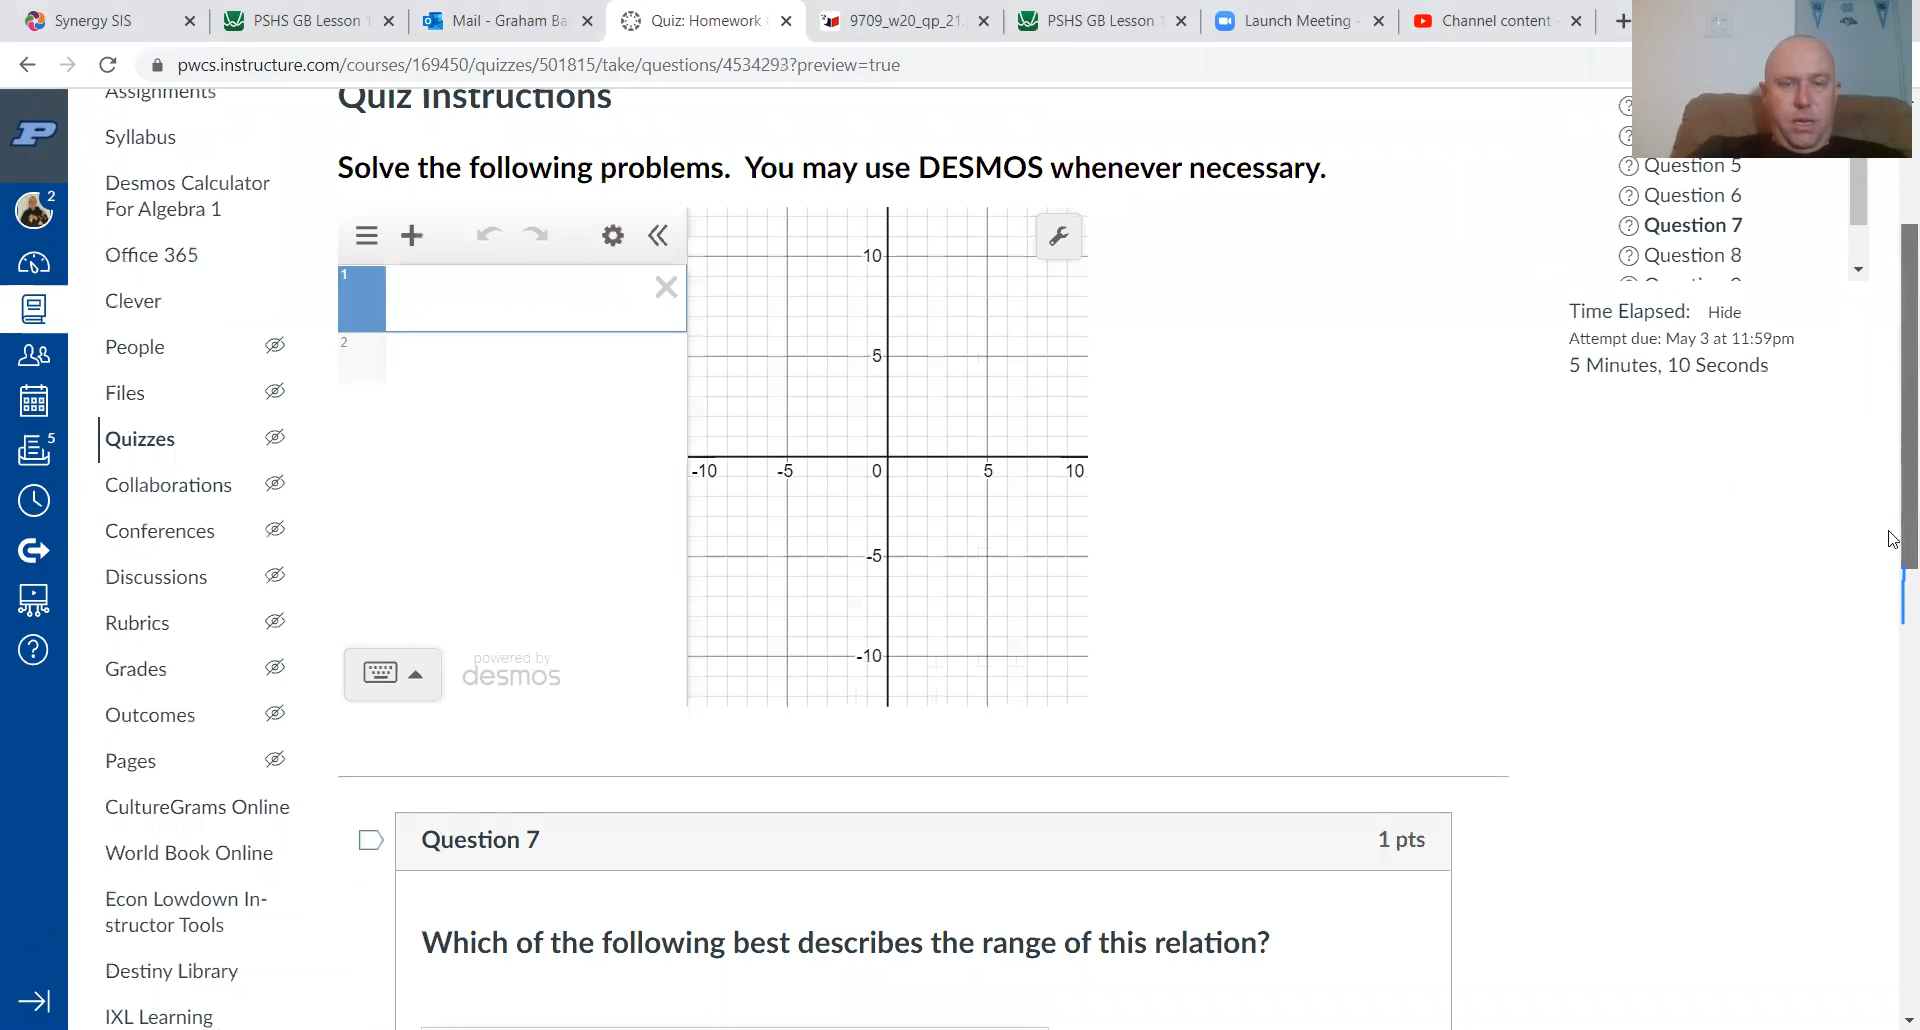 Synergy SIS
PSHS GB Lesson 1
Mail - Graham Ba
Quiz: Homework
9709_w20_qp_21.
PSHS GB Lesson 1
Launch Meeting -
Channel content -
pwcs.instructure.com/courses/169450/quizzes/501815/take/questions/4534293?preview=true
P
2
5
Assignments
Syllabus
Desmos Calculator
For Algebra 1
Office 365
Clever
People
Files
Quizzes
Collaborations
Conferences
Discussions
Rubrics
Grades
Outcomes
Pages
CultureGrams Online
World Book Online
Econ Lowdown In-
structor Tools
Destiny Library
IXL Learning
Quiz Instructions
Solve the following problems. You may use DESMOS whenever necessary.
1
2
powered by
desmos
10
5
-10 -5 0 5 10
-5
-10
Question 7 1 pts
Which of the following best describes the range of this relation?
Question 5
Question 6
Question 7
Question 8
Time Elapsed: Hide
Attempt due: May 3 at 11:59pm
5 Minutes, 10 Seconds